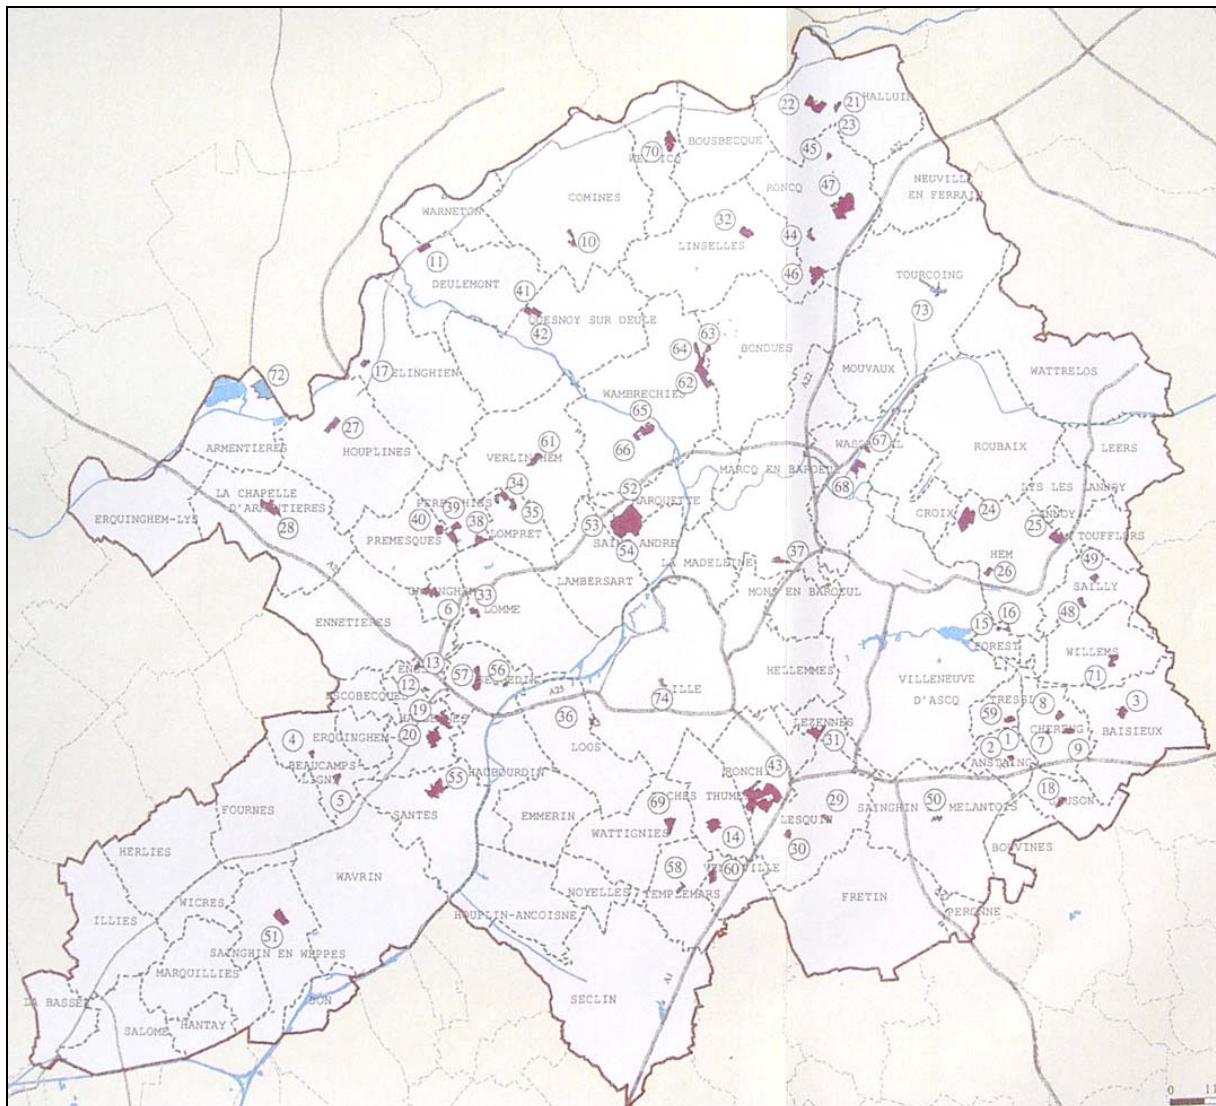 22
21
HALLUIN
23
70
BOUSBECQUE
45
A22
COMINES
RONCQ
47
NEUVILLE
EN FERRAIN
WARNETON
10
32
LINSELLES
44
11
46
TOURCOING
DEULEMONT
41
QUESNOY SUR DEULE
42
73
63
64
BONDUES
62
72
17
A22
MOUVAUX
WATTRELOS
WAMBRECHIES
65
27
66
ARMENTIERES
HOUPLINES
61
VERLINGHEM
67
ROUBAIX
LEERS
MARCQ EN BAROEUL
68
LA CHAPELLE
D'ARMENTIERES
28
34
35
52
LYS LES LANNOY
ERQUINGHEM-LYS
39
40
38
LOMPRET
PREMESQUES
53
54
CROIX
24
25
TOUFFLERS
LA MADELEINE
37
HEM
26
49
SAILLY
48
LAMBERSART
MONS EN BAROEUL
6
33
LOMME
ENNETIERES
15
16
FOREST
WILLEMS
71
13
57
56
HELLEMMES
VILLENEUVE
D'ASCQ
12
ESCOBECQUES
A25
74
19
20
36
LOOS
LEZENNES
31
59
8
3
CHERENG
BAISIEUX
2
1
7
9
ANSTAING
4
BEAUCAMPS
LIGNY
5
55
HAUBOURDIN
43
RONCHIN
18
FOURNES
SANTES
EMMERIN
69
WATTIGNIES
14
LESQUIN
29
30
SAINGHIN
50
MELANTOIS
BOUVINES
HERLIES
WAVRIN
58
60
TEMPLEMARS
NOYELLES
FRETIN
PERONNE
ILLIES
WICRES
51
SAINGHIN EN WEPPES
HOUPLIN-ANCOISNE
MARQUILLIES
SECLIN
A1
LA BASSEE
SALOME
HANTAY
DON
0